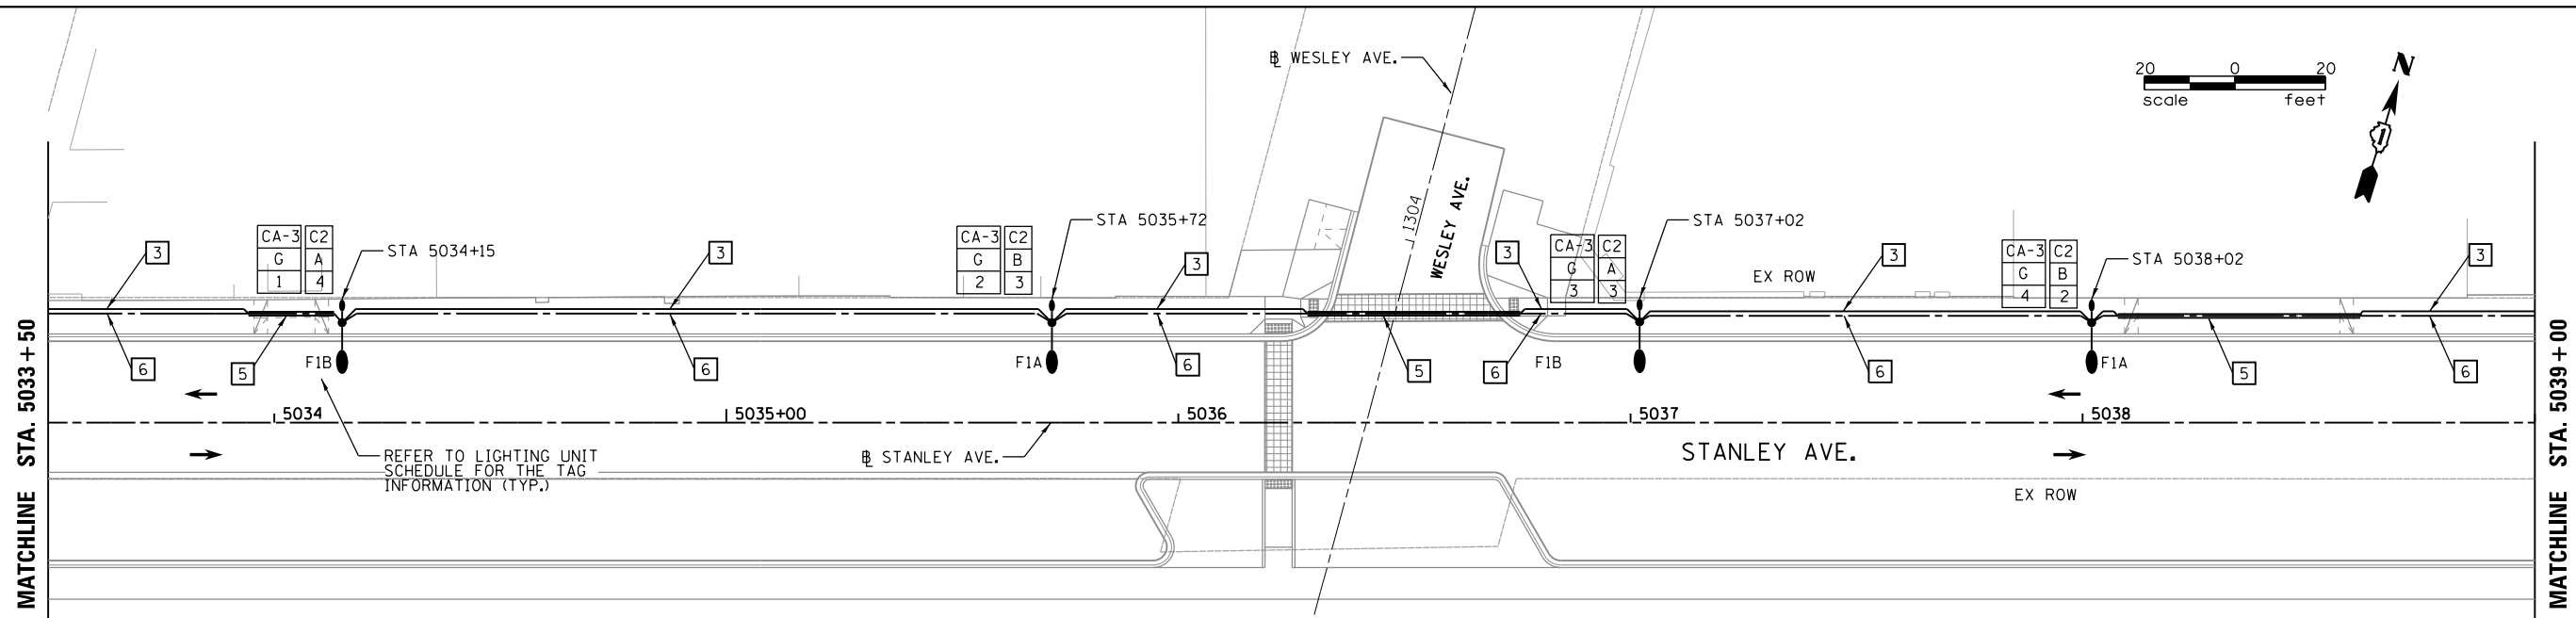 ℄ WESLEY AVE.
20 0 20
scale feet
N
1304
WESLEY AVE.
STA 5034+15
CA-3 C2
G A
1 4
STA 5035+72
CA-3 C2
G B
2 3
STA 5037+02
CA-3 C2
G A
3 3
STA 5038+02
CA-3 C2
G B
4 2
EX ROW
3
3
3
3
3
3
6
5
F1B
6
F1A
6
5
6
F1B
6
F1A
5
6
5034
5035+00
5036
5037
5038
REFER TO LIGHTING UNIT
SCHEDULE FOR THE TAG
INFORMATION (TYP.)
℄ STANLEY AVE.
STANLEY AVE.
EX ROW
MATCHLINE STA. 5033+50
MATCHLINE STA. 5039+00